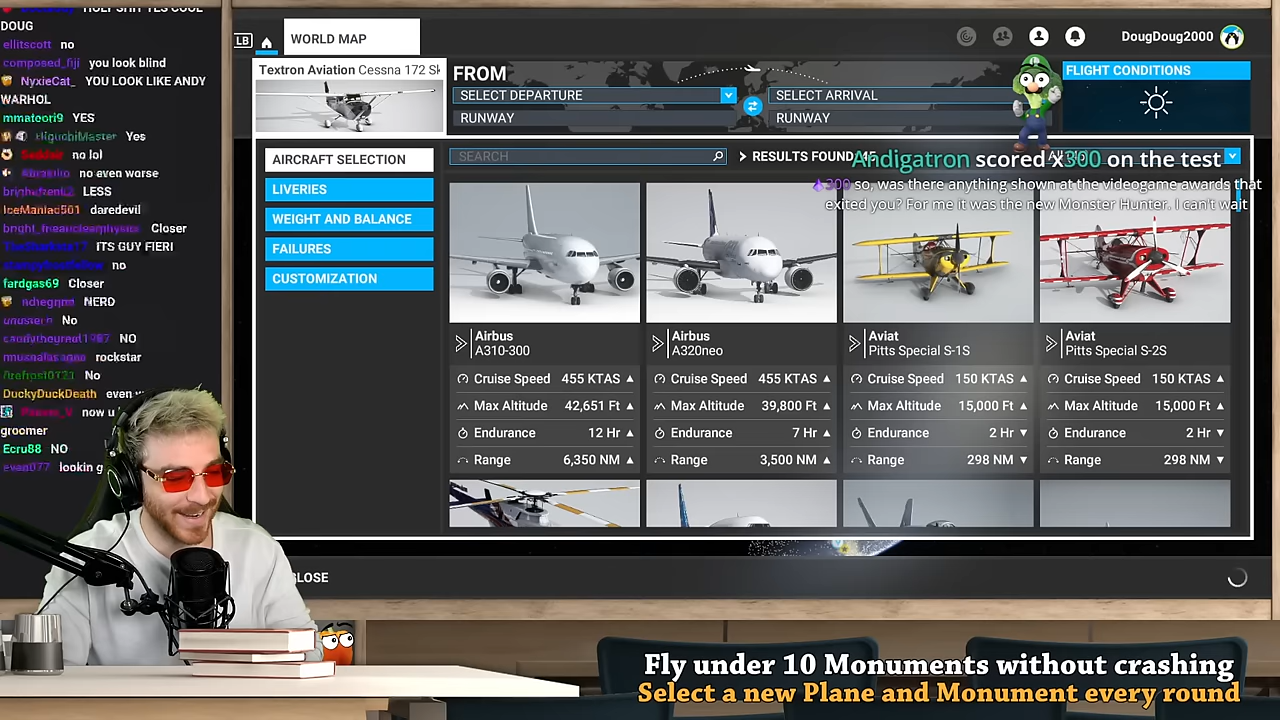 DOUG
ellitscott no
composed_fiji you look blind
NyxieCat_ YOU LOOK LIKE ANDY
WARHOL
mmateori9 YES
HiguchiMaster Yes
no lol
no even worse
LESS
IceManiac501 daredevil
Closer
ITS GUY FIERI
no
fardgas69 Closer
NERD
No
NO
rockstar
No
DuckyDuckDeath even
now u
groomer
Ecru88 NO
lookin
LB
WORLD MAP
DougDoug2000
Textron Aviation Cessna 172 Sk
FROM
SELECT DEPARTURE
RUNWAY
SELECT ARRIVAL
RUNWAY
FLIGHT CONDITIONS
AIRCRAFT SELECTION
LIVERIES
WEIGHT AND BALANCE
FAILURES
CUSTOMIZATION
SEARCH
RESULTS FOUND
Andigatron scored x300 on the test
300 so, was there anything shown at the videogame awards that
exited you? For me it was the new Monster Hunter. I can't wait
Airbus
A310-300
Cruise Speed 455 KTAS
Max Altitude 42,651 Ft
Endurance 12 Hr
Range 6,350 NM
Airbus
A320neo
Cruise Speed 455 KTAS
Max Altitude 39,800 Ft
Endurance 7 Hr
Range 3,500 NM
Aviat
Pitts Special S-1S
Cruise Speed 150 KTAS
Max Altitude 15,000 Ft
Endurance 2 Hr
Range 298 NM
Aviat
Pitts Special S-2S
Cruise Speed 150 KTAS
Max Altitude 15,000 Ft
Endurance 2 Hr
Range 298 NM
Fly under 10 Monuments without crashing
Select a new Plane and Monument every round